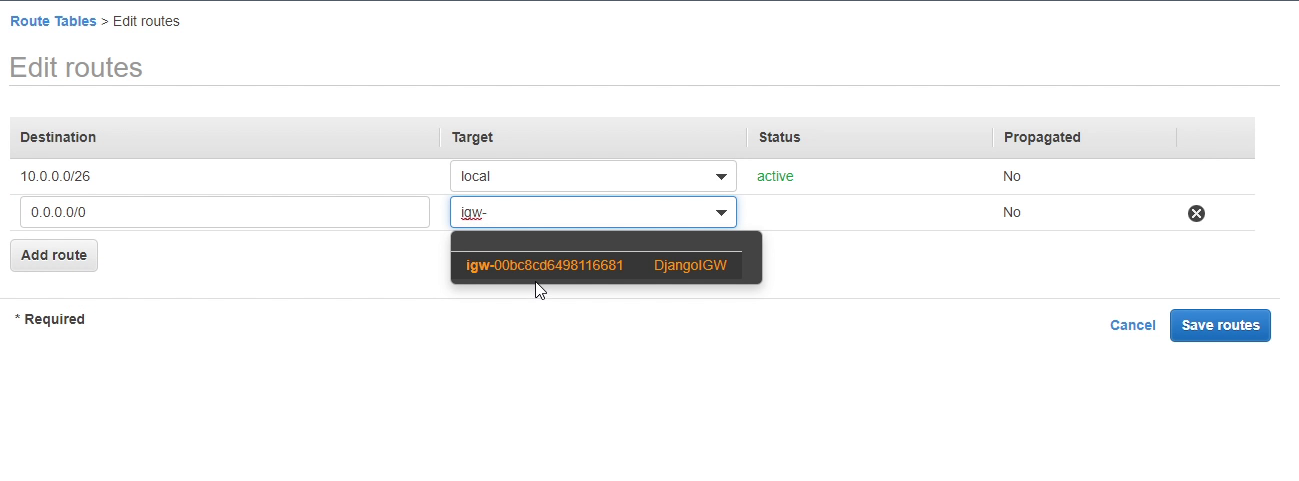 Route Tables > Edit routes
Edit routes
Destination Target Status Propagated
10.0.0.0/26 local active No
0.0.0.0/0 igw- No
igw-00bc8cd6498116681 DjangoIGW
Add route
* Required
Cancel Save routes